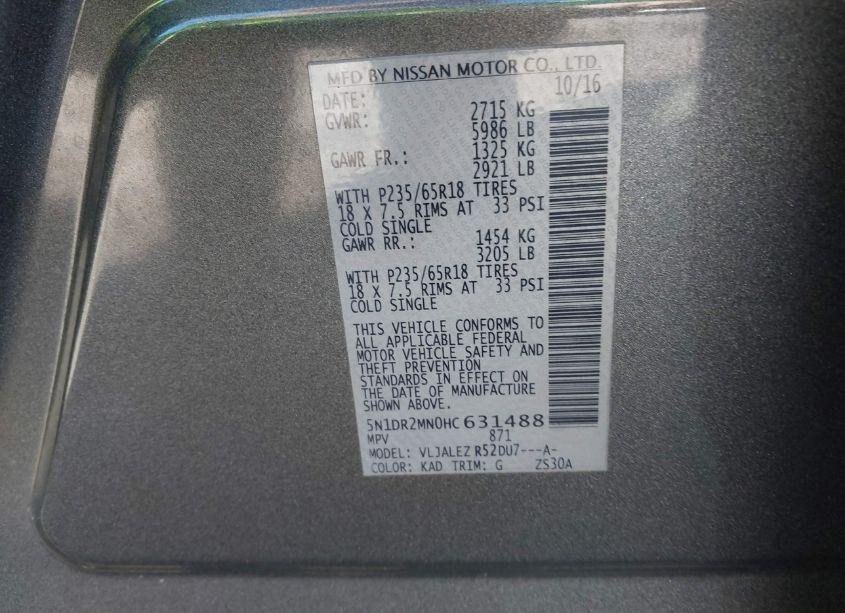 MFD BY NISSAN MOTOR CO., LTD.
DATE: 10/16
GVWR: 2715 KG
5986 LB
GAWR FR.: 1325 KG
2921 LB
WITH P235/65R18 TIRES
18 X 7.5 RIMS AT 33 PSI
COLD SINGLE
GAWR RR.: 1454 KG
3205 LB
WITH P235/65R18 TIRES
18 X 7.5 RIMS AT 33 PSI
COLD SINGLE
THIS VEHICLE CONFORMS TO
ALL APPLICABLE FEDERAL
MOTOR VEHICLE SAFETY AND
THEFT PREVENTION
STANDARDS IN EFFECT ON
THE DATE OF MANUFACTURE
SHOWN ABOVE.
5N1DR2MN0HC631488
MPV 871
MODEL: VLJALEZ R52DU7---A-
COLOR: KAD TRIM: G ZS30A